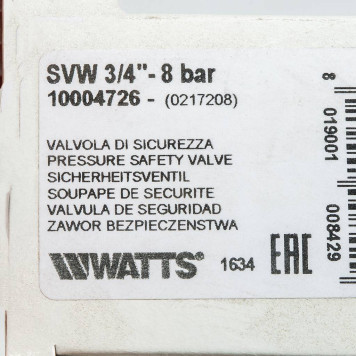 SVW 3/4"- 8 bar
10004726 - (0217208)
VALVOLA DI SICUREZZA
PRESSURE SAFETY VALVE
SICHERHEITSVENTIL
SOUPAPE DE SECURITE
VALVULA DE SEGURIDAD
ZAWOR BEZPIECZENSTWA
WATTS® 1634 EAC
8 019001 008429